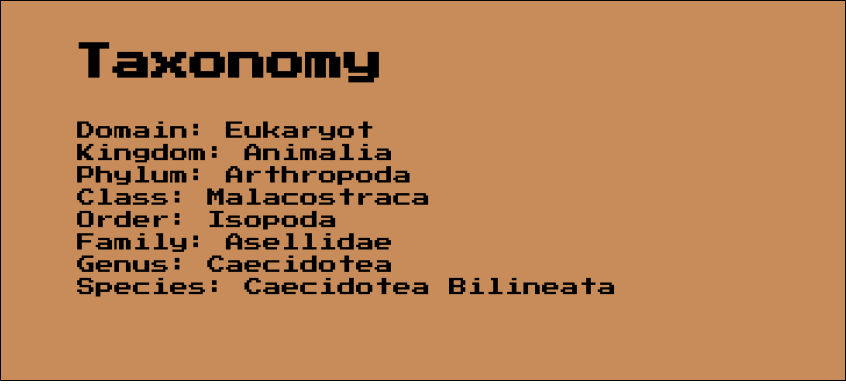 Taxonomy
Domain: Eukaryot
Kingdom: Animalia
Phylum: Arthropoda
Class: Malacostraca
Order: Isopoda
Family: Asellidae
Genus: Caecidotea
Species: Caecidotea Bilineata